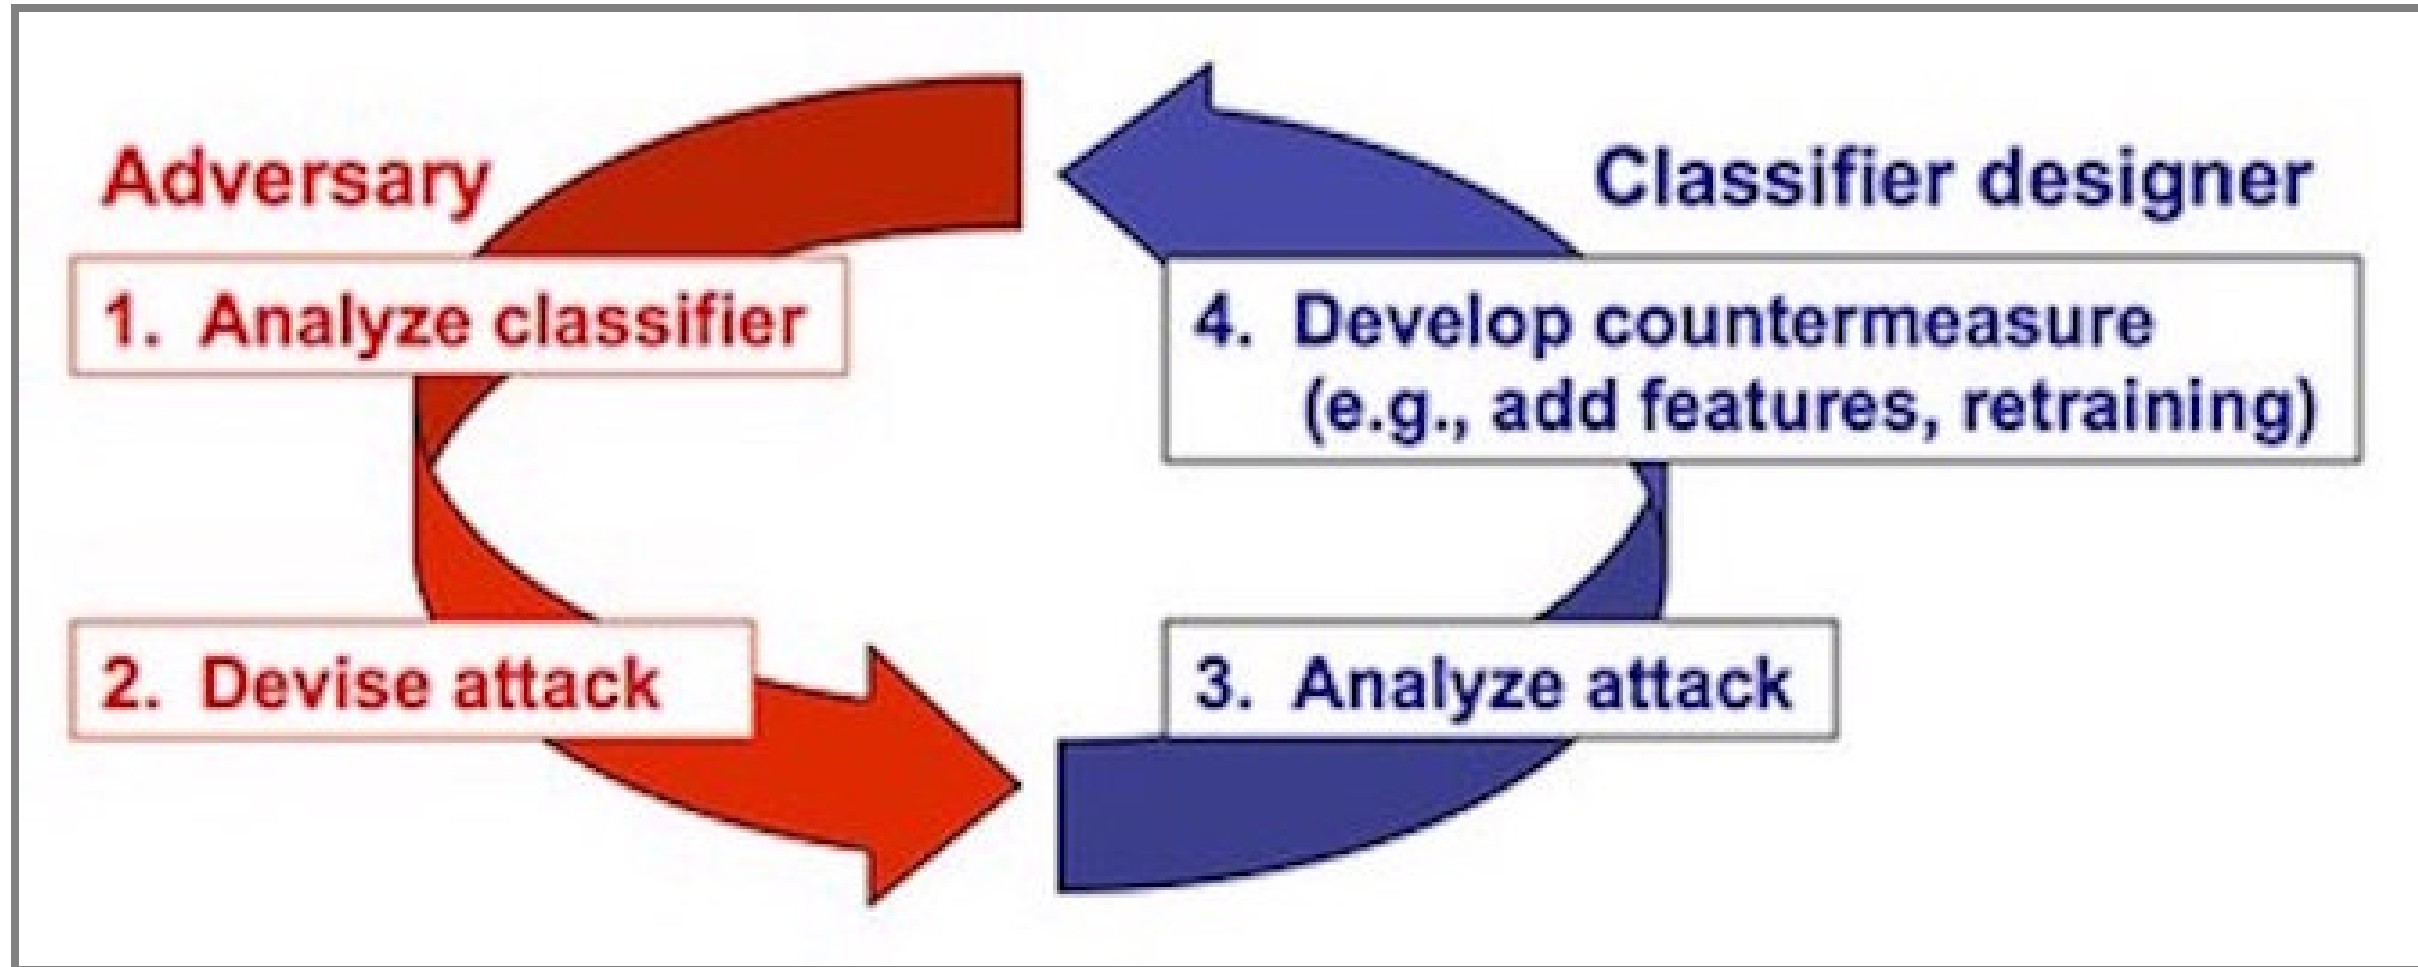 Adversary
1. Analyze classifier
2. Devise attack
Classifier designer
4. Develop countermeasure
(e.g., add features, retraining)
3. Analyze attack